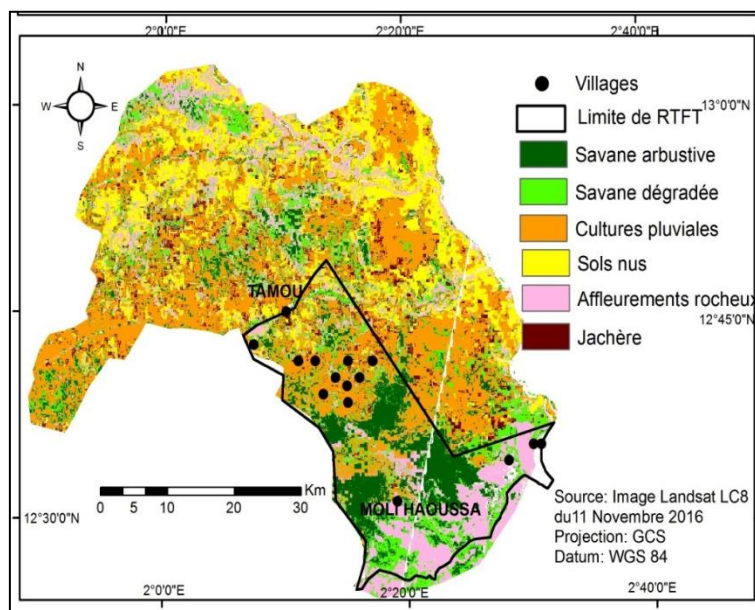 2°0'0"E
2°20'0"E
2°40'0"E
N
W
E
S
Villages
13°0'0"N
Limite de RTFT
Savane arbustive
Savane dégradée
Cultures pluviales
Sols nus
Affleurements rocheux
12°45'0"N
Jachère
TAMOU
MOLI HAOUSSA
Km
0 5 10 20 30
12°30'0"N
Source: Image Landsat LC8
du11 Novembre 2016
Projection: GCS
Datum: WGS 84
2°0'0"E
2°20'0"E
2°40'0"E